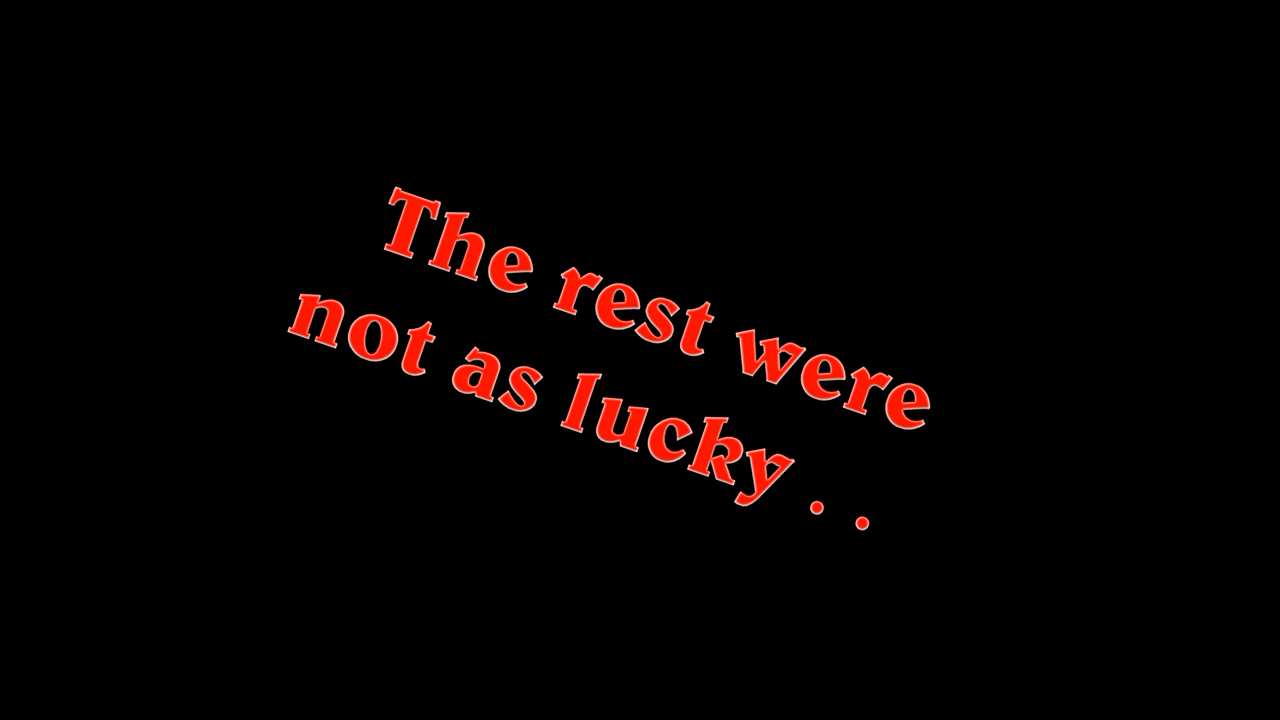 The rest were
not as lucky . .